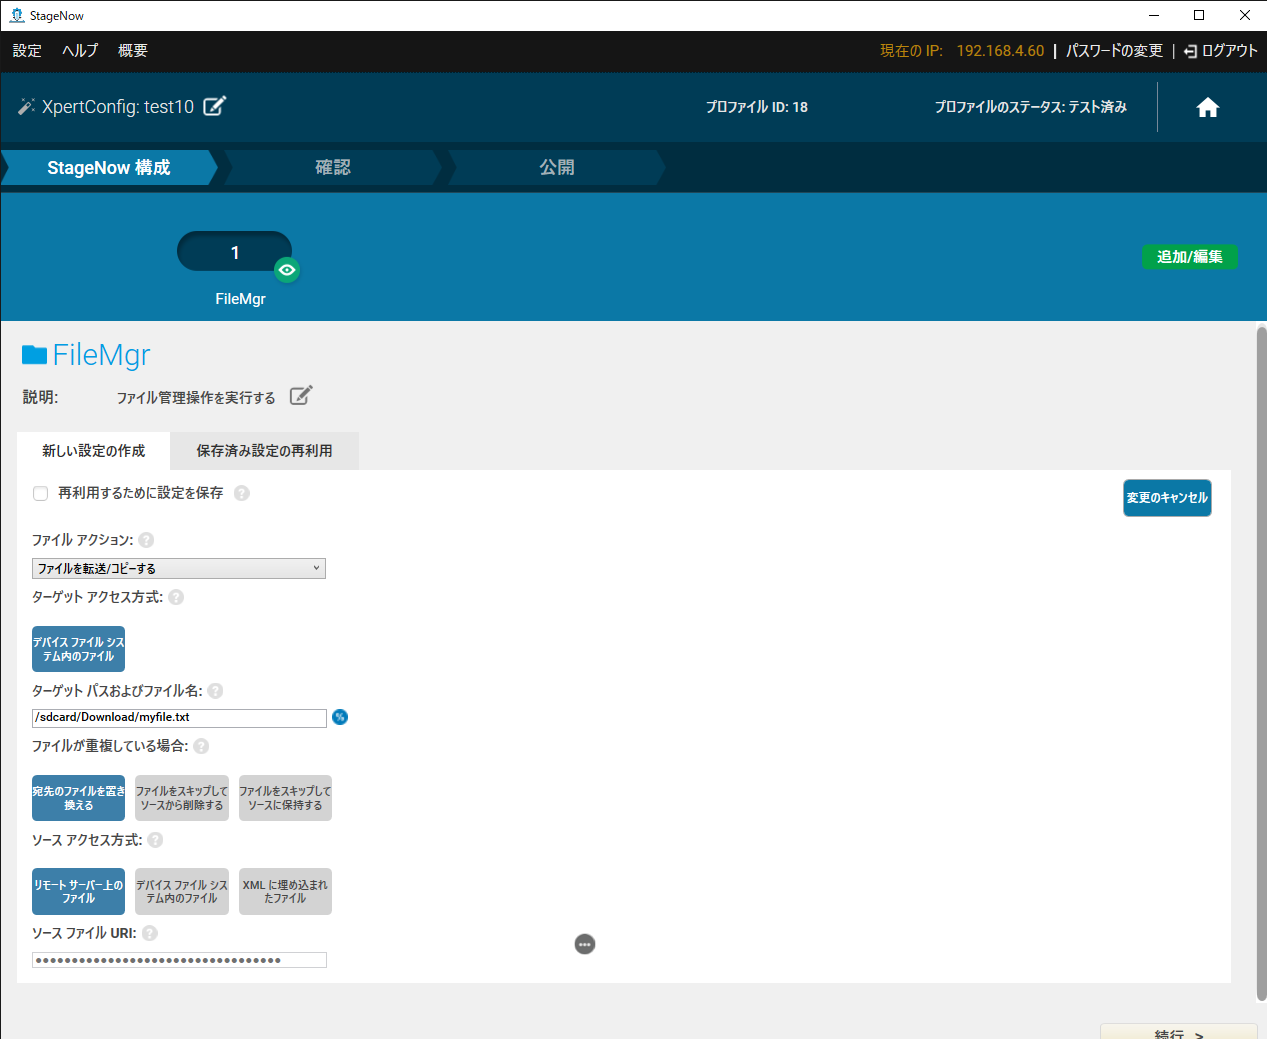 StageNow
設定 ヘルプ 概要
現在の IP: 192.168.4.60 | パスワードの変更 | ログアウト
XpertConfig: test10
プロファイル ID: 18
プロファイルのステータス: テスト済み
StageNow 構成
確認
公開
1
FileMgr
追加/編集
FileMgr
説明: ファイル管理操作を実行する
新しい設定の作成
保存済み設定の再利用
再利用するために設定を保存 ?
変更のキャンセル
ファイル アクション: ?
ファイルを転送/コピーする
ターゲット アクセス方式: ?
デバイス ファイル シス
テム内のファイル
ターゲット パスおよびファイル名: ?
/sdcard/Download/myfile.txt %
ファイルが重複している場合: ?
宛先のファイルを置き
換える
ファイルをスキップして
ソースから削除する
ファイルをスキップして
ソースに保持する
ソース アクセス方式: ?
リモート サーバー上の
ファイル
デバイス ファイル シス
テム内のファイル
XML に埋め込まれ
たファイル
ソース ファイル URI: ?
••••••••••••••••••••••••••••••••••
続行 >